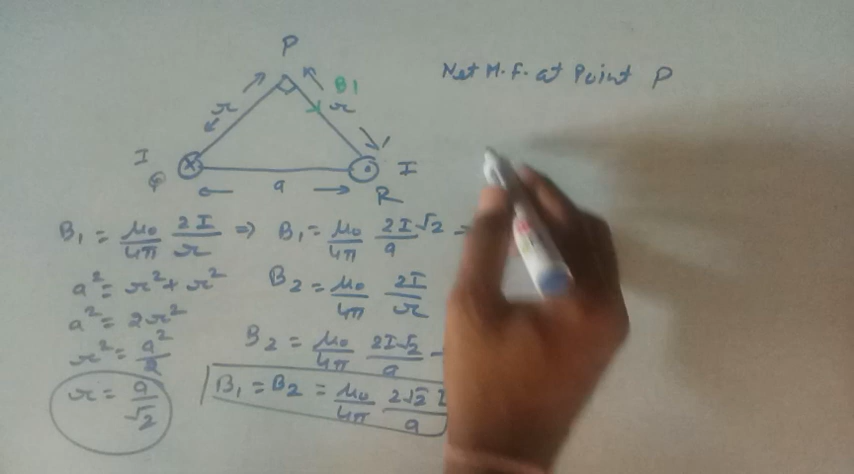 P
Net M.F. at Point P
B1
r
r
I
I
Q
a
R
B₁ = μ₀/4π 2I/r ⇒ B₁ = μ₀/4π 2I√2/a
a² = r² + r²
B₂ = μ₀/4π 2I/r
a² = 2r²
B₂ = μ₀/4π 2I√2/a
r² = a²/2
r = a/√2
B₁ = B₂ = μ₀/4π 2√2 I/a